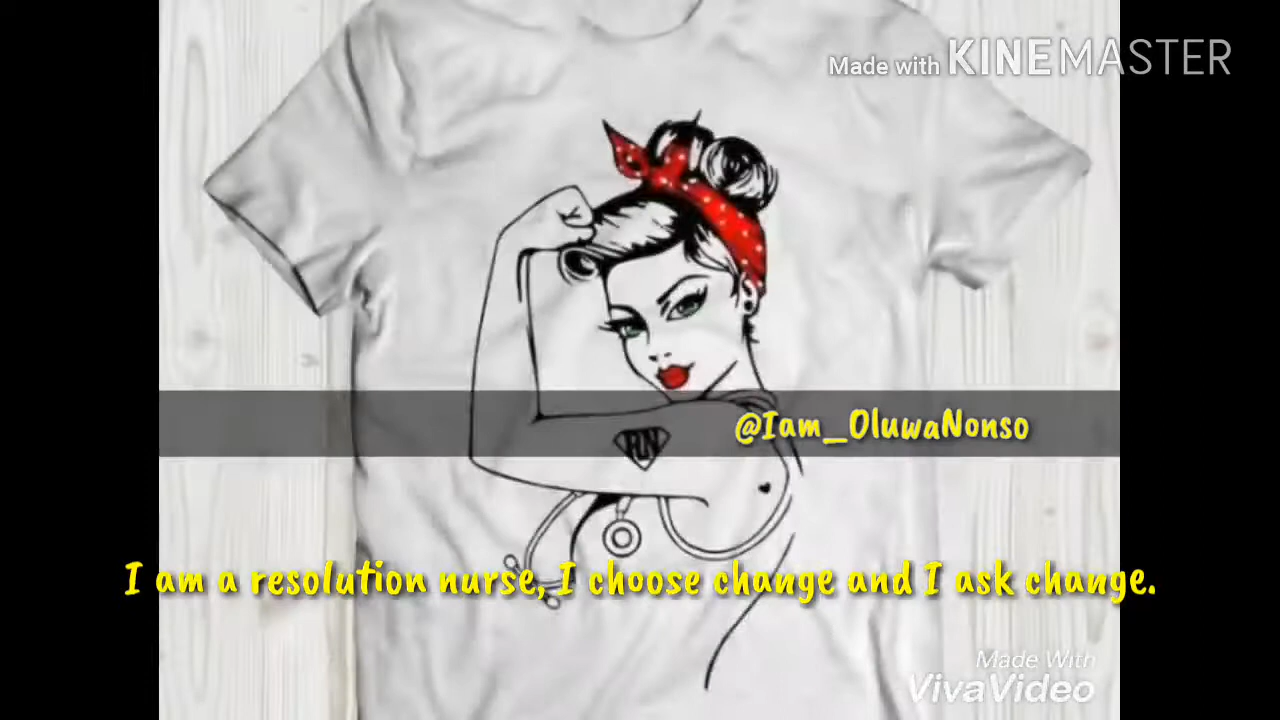 Made with KINEMASTER
@Iam_OluwaNonso
RN
I am a resolution nurse, I choose change and I ask change.
Made With
VivaVideo